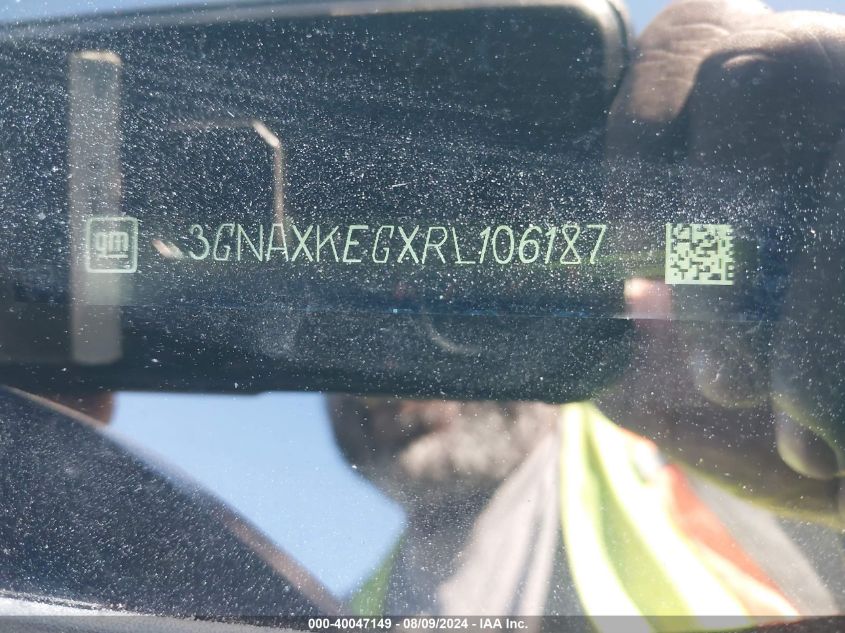 gm 3GNAXKEGXRL106187
000-40047149 - 08/09/2024 - IAA Inc.